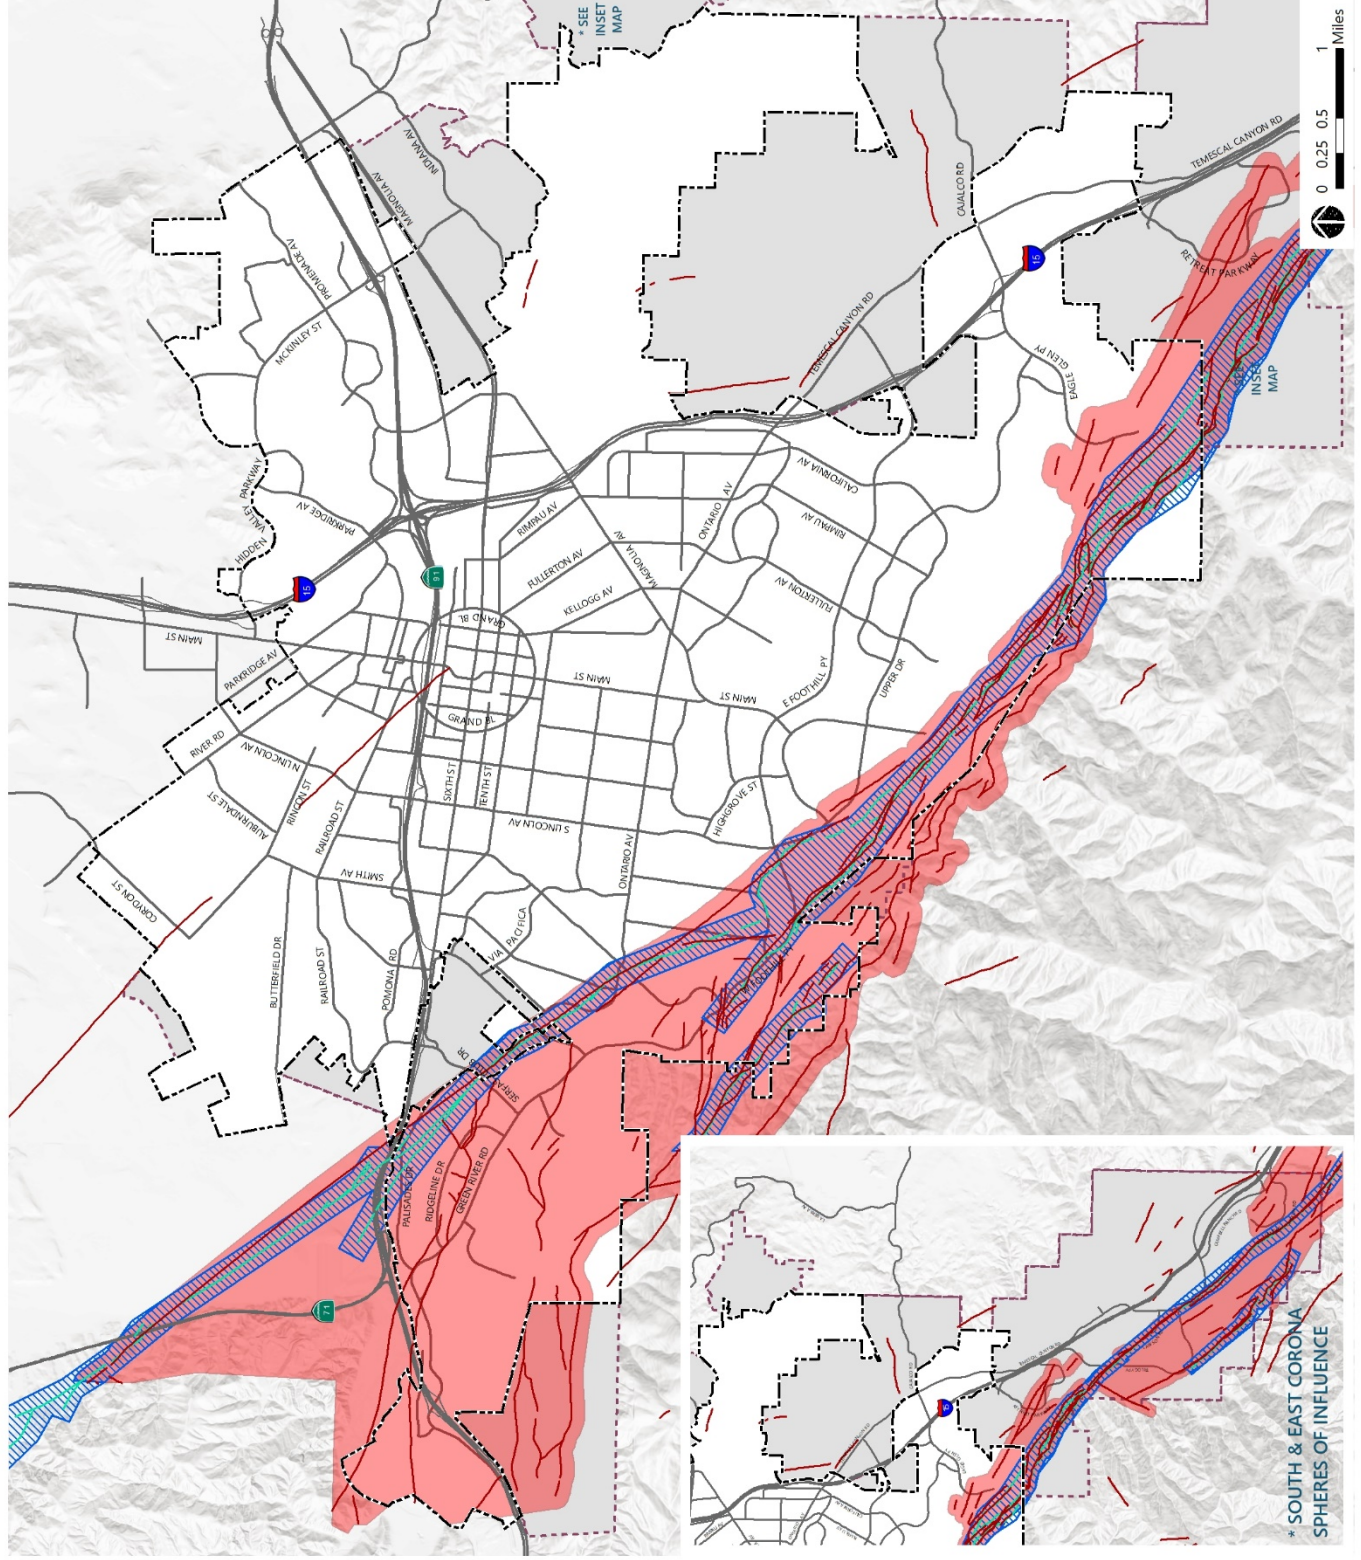 * SEE
INSET
MAP
INDIANA AV
MAGNOLIA AV
PROMENADE AV
MCKINLEY ST
CAJALCO RD
TEMESCAL CANYON RD
0 0.25 0.5 1
Miles
15
RETREAT PARKWAY
TEMESCAL CANYON RD
EAGLE GLEN PY
SEE
INSET
MAP
HIDDEN VALLEY PARKWAY
PARKRIDGE AV
15
91
MAIN ST
PARKRIDGE AV
RIVER RD
N LINCOLN AV
AUBURNDALE ST
RINCON ST
RAILROAD ST
CORYDON ST
SMITH AV
BUTTERFIELD DR
RAILROAD ST
POMONA RD
GRAND BL
GRAND BL
SIXTH ST
TENTH ST
RIMPAU AV
FULLERTON AV
KELLOGG AV
MAGNOLIA AV
ONTARIO AV
CALIFORNIA AV
RIMPAU AV
FULLERTON AV
MAIN ST
MAIN ST
E FOOTHILL PY
UPPER DR
HIGHGROVE ST
S LINCOLN AV
ONTARIO AV
VIA PACIFICA
SERFAS DR
PALISADES DR
RIDGELINE DR
GREEN RIVER RD
71
15
* SOUTH & EAST CORONA
SPHERES OF INFLUENCE